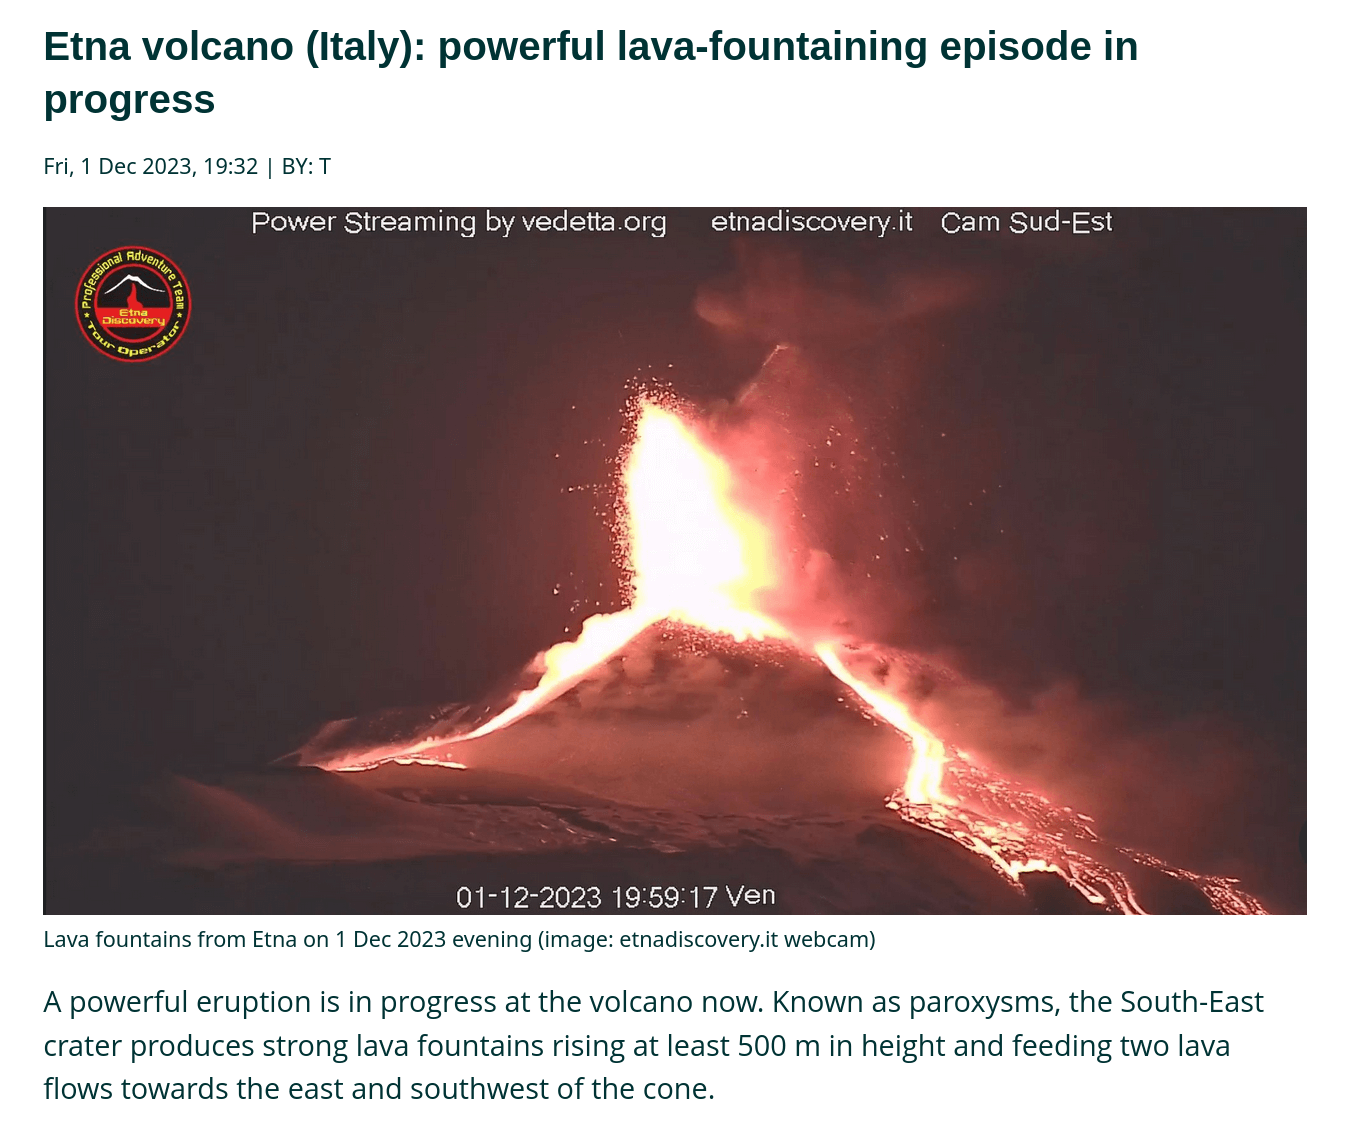 Etna volcano (Italy): powerful lava-fountaining episode in
progress
Fri, 1 Dec 2023, 19:32 | BY: T
Power Streaming by vedetta.org etnadiscovery.it Cam Sud-Est
Professional Adventure Team
Etna
Discovery
Tour Operator
01-12-2023 19:59:17 Ven
Lava fountains from Etna on 1 Dec 2023 evening (image: etnadiscovery.it webcam)
A powerful eruption is in progress at the volcano now. Known as paroxysms, the South-East
crater produces strong lava fountains rising at least 500 m in height and feeding two lava
flows towards the east and southwest of the cone.